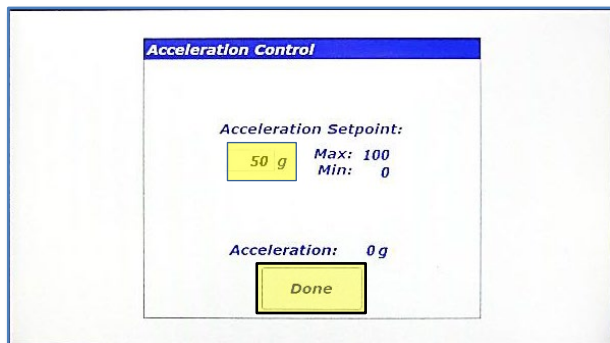 Acceleration Control
Acceleration Setpoint:
50 g Max: 100
Min: 0
Acceleration: 0 g
Done